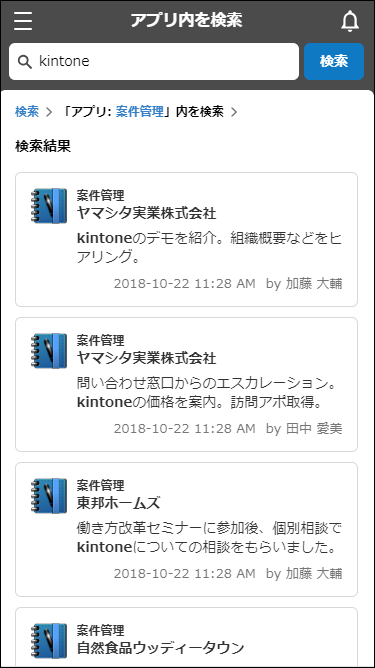 アプリ内を検索
kintone 検索
検索 > 「アプリ: 案件管理」内を検索 >
検索結果
案件管理
ヤマシタ実業株式会社
kintoneのデモを紹介。組織概要などをヒ
アリング。
2018-10-22 11:28 AM by 加藤 大輔
案件管理
ヤマシタ実業株式会社
問い合わせ窓口からのエスカレーション。
kintoneの価格を案内。訪問アポ取得。
2018-10-22 11:28 AM by 田中 愛美
案件管理
東邦ホームズ
働き方改革セミナーに参加後、個別相談で
kintoneについての相談をもらいました。
2018-10-22 11:28 AM by 加藤 大輔
案件管理
自然食品ウッディータウン